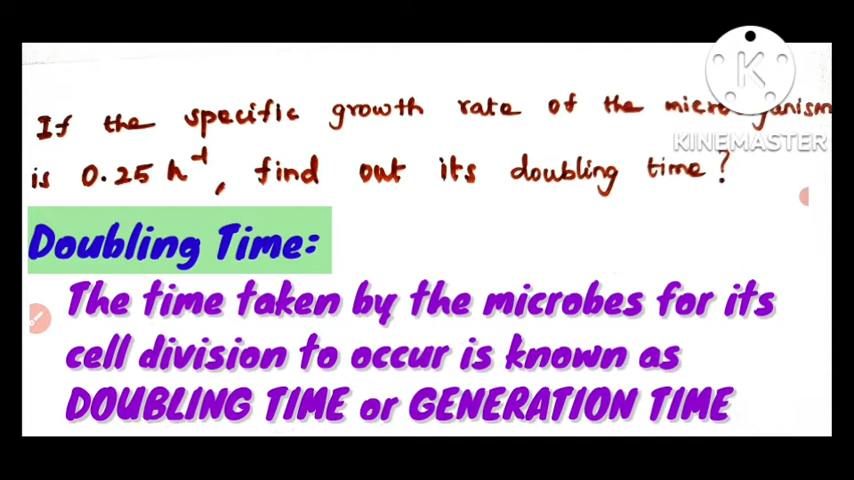 If the specific growth rate of the
is 0.25 h⁻¹, find out its doubling time?
KINEMASTER
Doubling Time:
The time taken by the microbes for its
cell division to occur is known as
DOUBLING TIME or GENERATION TIME